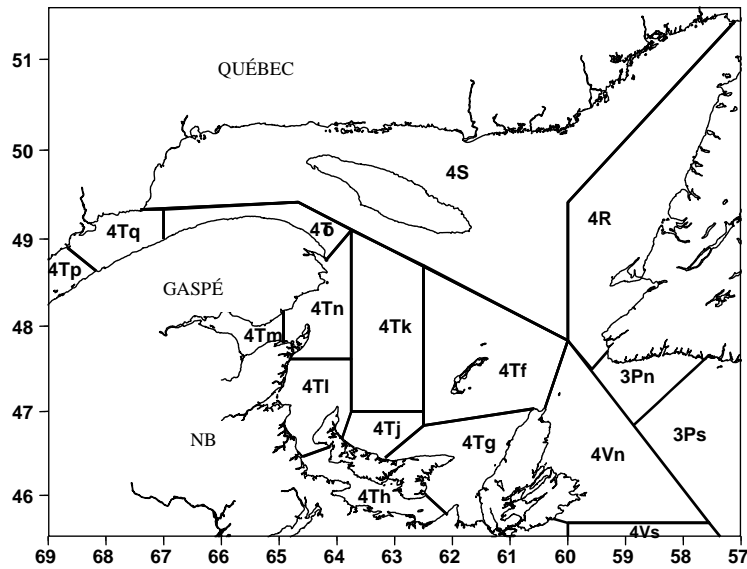 51
QUÉBEC
50
4S
4R
49
4Tq
4To
4Tp
GASPÉ
4Tn
48
4Tm
4Tk
4Tf
3Pn
4Tl
47
4Tj
4Tg
3Ps
NB
4Vn
46
4Th
4Vs
69 68 67 66 65 64 63 62 61 60 59 58 57